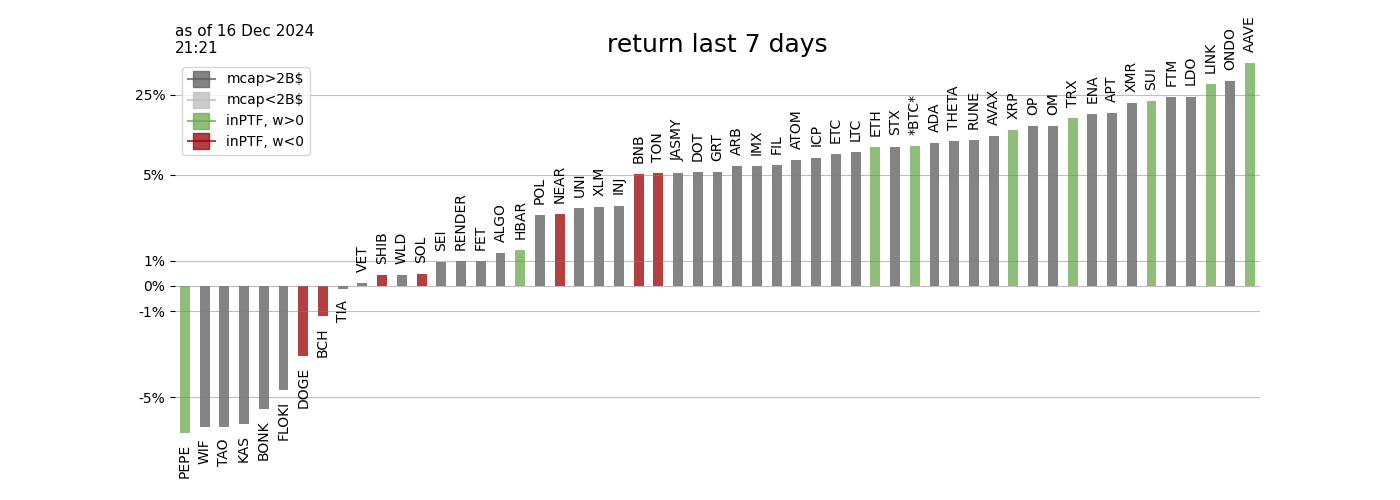 as of 16 Dec 2024
21:21
return last 7 days
mcap>2B$
mcap<2B$
inPTF, w>0
inPTF, w<0
25%
5%
1%
0%
-1%
-5%
PEPE
WIF
TAO
KAS
BONK
FLOKI
DOGE
BCH
TIA
VET
SHIB
WLD
SOL
SEI
RENDER
FET
ALGO
HBAR
POL
NEAR
UNI
XLM
INJ
BNB
TON
JASMY
DOT
GRT
ARB
IMX
FIL
ATOM
ICP
ETC
LTC
ETH
STX
*BTC*
ADA
THETA
RUNE
AVAX
XRP
OP
OM
TRX
ENA
APT
XMR
SUI
FTM
LDO
LINK
ONDO
AAVE